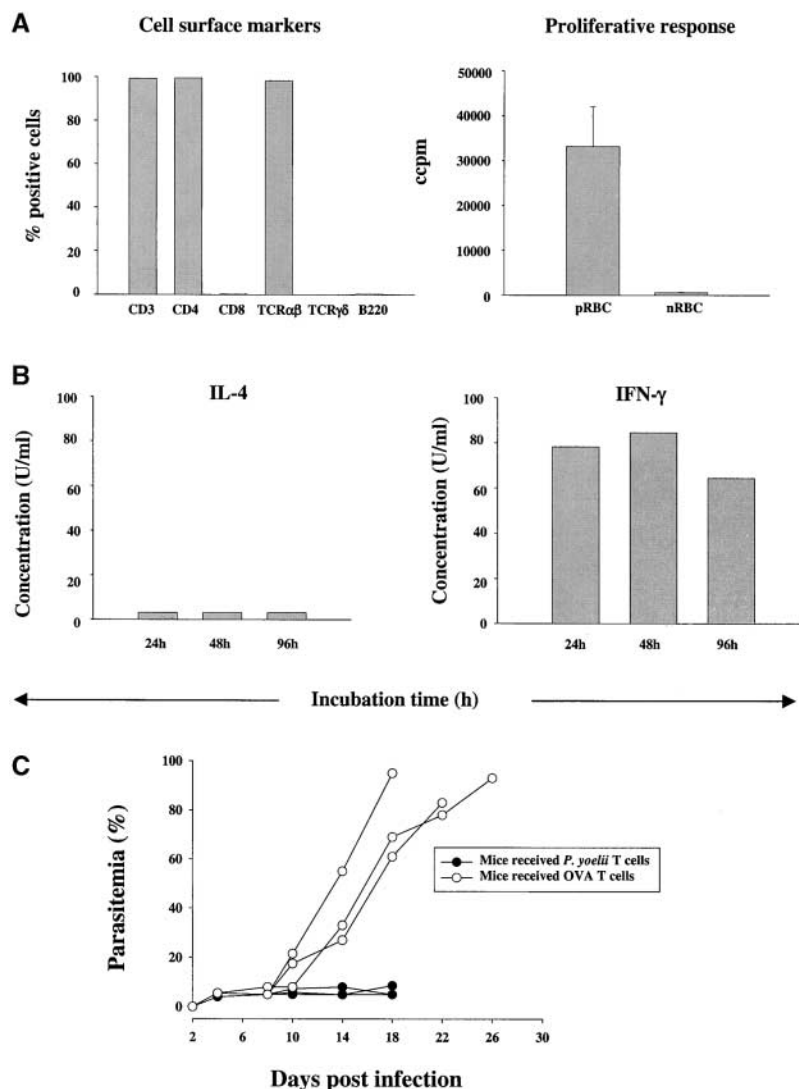 A
Cell surface markers
Proliferative response
% positive cells
100
80
60
40
20
0
CD3 CD4 CD8 TCRαβ TCRγδ B220
ccpm
50000
40000
30000
20000
10000
0
pRBC nRBC
B
IL-4
Concentration (U/ml)
100
80
60
40
20
0
24h 48h 96h
IFN-γ
Concentration (U/ml)
100
80
60
40
20
0
24h 48h 96h
Incubation time (h)
C
Parasitemia (%)
100
80
60
40
20
0
Mice received P. yoelii T cells
Mice received OVA T cells
2 6 10 14 18 22 26 30
Days post infection